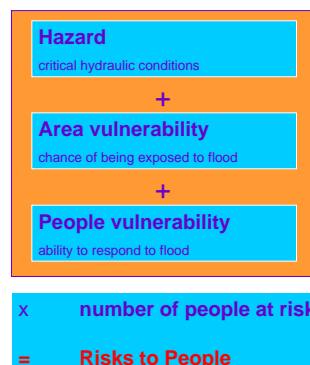 Hazard
critical hydraulic conditions
+
Area vulnerability
chance of being exposed to flood
+
People vulnerability
ability to respond to flood
x number of people at risk
= Risks to People